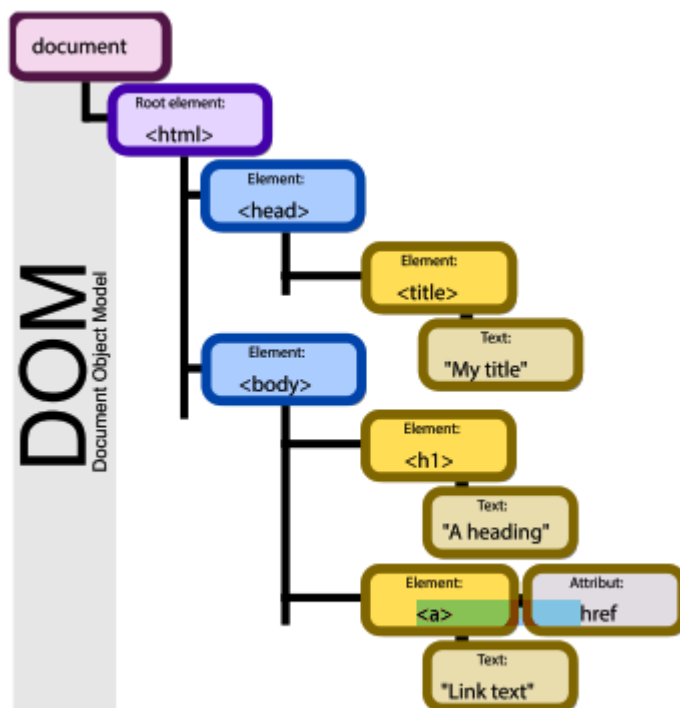 document
Root element:
<html>
Element:
<head>
Element:
<title>
Text:
"My title"
Element:
<body>
Element:
<h1>
Text:
"A heading"
Element:
<a>
Attribut:
href
Text:
"Link text"
DOM
Document Object Model